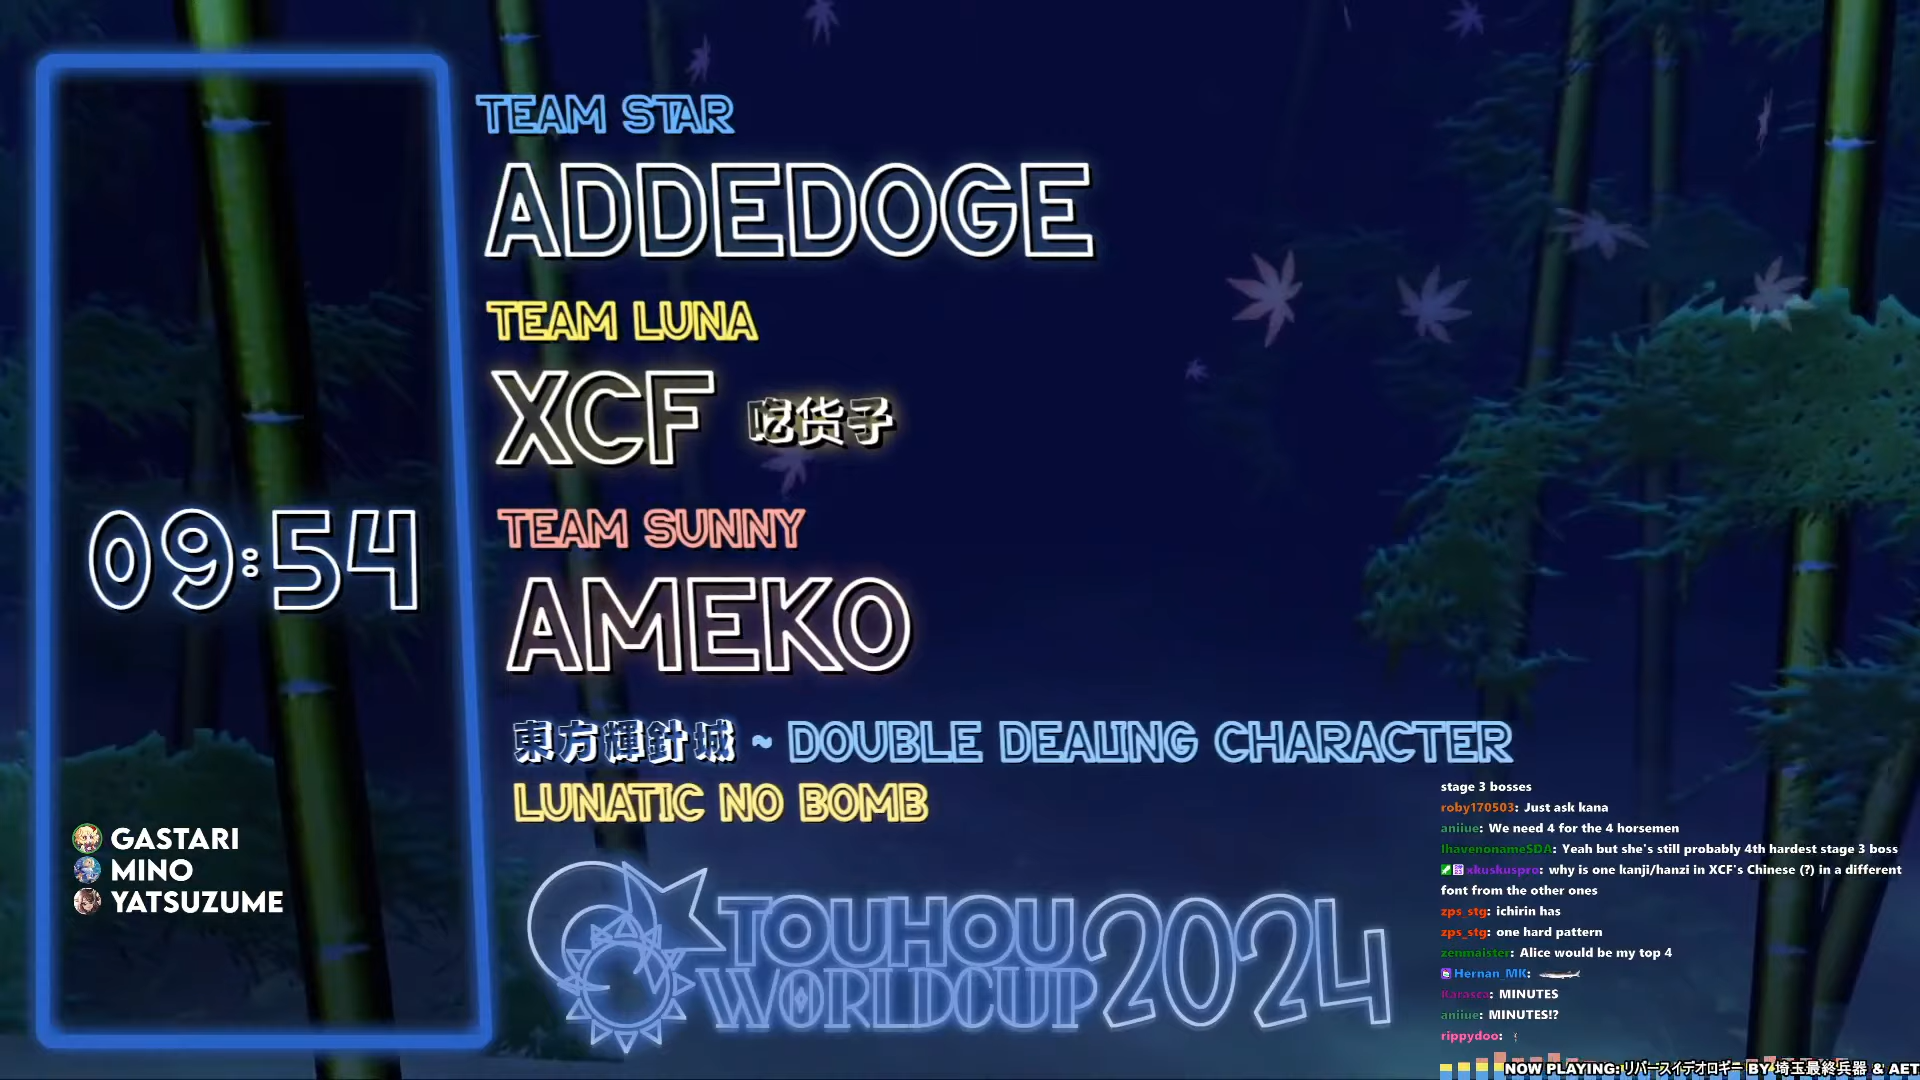 TEAM STAR
ADDEDOGE
TEAM LUNA
XCF 吃货子
TEAM SUNNY
AMEKO
09:54
東方輝針城 ~ DOUBLE DEALING CHARACTER
LUNATIC NO BOMB
GASTARI
MINO
YATSUZUME
TOUHOU
WORLDCUP
2024
stage 3 bosses
roby170503: Just ask kana
aniiue: We need 4 for the 4 horsemen
IhavenonameSDA: Yeah but she's still probably 4th hardest stage 3 boss
xkuskuspro: why is one kanji/hanzi in XCF's Chinese (?) in a different
font from the other ones
zps_stg: ichirin has
zps_stg: one hard pattern
zenmaister: Alice would be my top 4
Hernan_MK:
Karasca: MINUTES
aniiue: MINUTES!?
rippydoo:
NOW PLAYING: リバースイデオロギー BY 埼玉最終兵器 & AET